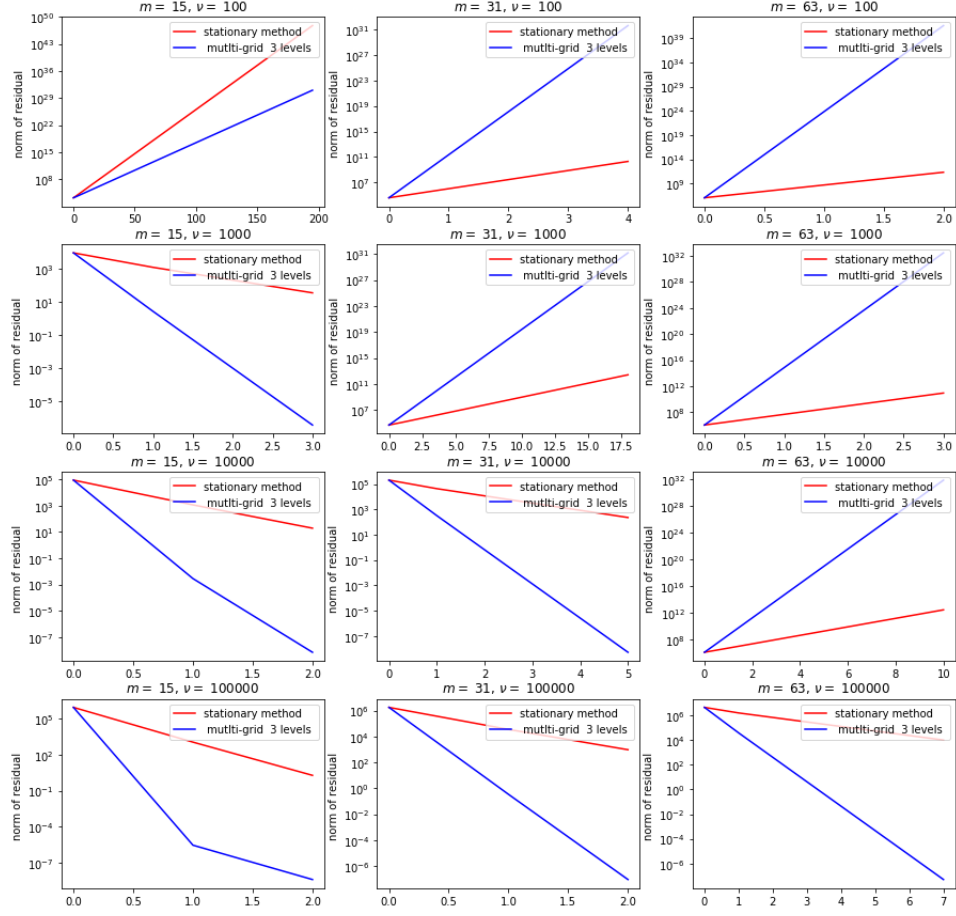 m = 15, ν = 100
10^50
10^43
10^36
10^29
10^22
10^15
10^8
norm of residual
stationary method
mutlti-grid 3 levels
0 50 100 150 200
m = 31, ν = 100
10^31
10^27
10^23
10^19
10^15
10^11
10^7
norm of residual
stationary method
mutlti-grid 3 levels
0 1 2 3 4
m = 63, ν = 100
10^39
10^34
10^29
10^24
10^19
10^14
10^9
norm of residual
stationary method
mutlti-grid 3 levels
0.0 0.5 1.0 1.5 2.0
m = 15, ν = 1000
10^3
10^1
10^-1
10^-3
10^-5
norm of residual
stationary method
mutlti-grid 3 levels
0.0 0.5 1.0 1.5 2.0 2.5 3.0
m = 31, ν = 1000
10^31
10^27
10^23
10^19
10^15
10^11
10^7
norm of residual
stationary method
mutlti-grid 3 levels
0.0 2.5 5.0 7.5 10.0 12.5 15.0 17.5
m = 63, ν = 1000
10^32
10^28
10^24
10^20
10^16
10^12
10^8
norm of residual
stationary method
mutlti-grid 3 levels
0.0 0.5 1.0 1.5 2.0 2.5 3.0
m = 15, ν = 10000
10^5
10^3
10^1
10^-1
10^-3
10^-5
10^-7
norm of residual
stationary method
mutlti-grid 3 levels
0.0 0.5 1.0 1.5 2.0
m = 31, ν = 10000
10^5
10^3
10^1
10^-1
10^-3
10^-5
10^-7
norm of residual
stationary method
mutlti-grid 3 levels
0 1 2 3 4 5
m = 63, ν = 10000
10^32
10^28
10^24
10^20
10^16
10^12
10^8
norm of residual
stationary method
mutlti-grid 3 levels
0 2 4 6 8 10
m = 15, ν = 100000
10^5
10^2
10^-1
10^-4
10^-7
norm of residual
stationary method
mutlti-grid 3 levels
0.0 0.5 1.0 1.5 2.0
m = 31, ν = 100000
10^6
10^4
10^2
10^0
10^-2
10^-4
10^-6
norm of residual
stationary method
mutlti-grid 3 levels
0.0 0.5 1.0 1.5 2.0
m = 63, ν = 100000
10^6
10^4
10^2
10^0
10^-2
10^-4
10^-6
norm of residual
stationary method
mutlti-grid 3 levels
0 1 2 3 4 5 6 7